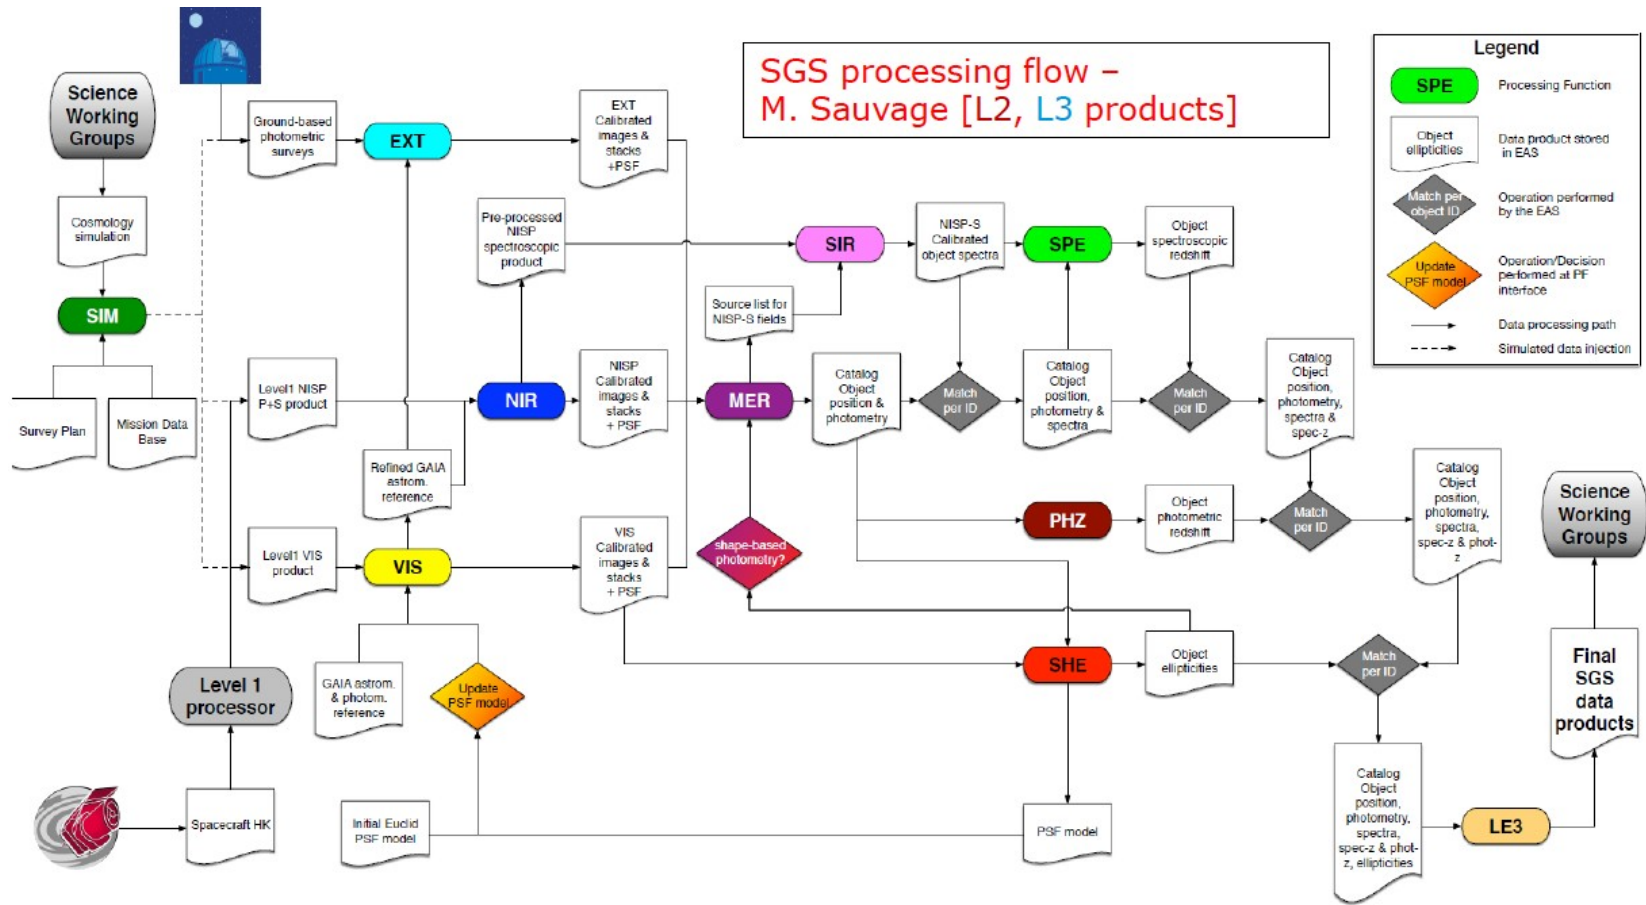 SGS processing flow –
M. Sauvage [L2, L3 products]
Legend
SPE
Processing Function
Object
ellipticities
Data product stored
in EAS
Match per
object ID
Operation performed
by the EAS
Update
PSF model
Operation/Decision
performed at PF
interface
Data processing path
Simulated data injection
Science
Working
Groups
Cosmology
simulation
SIM
Survey Plan
Mission Data
Base
Ground-based
photometric
surveys
EXT
EXT
Calibrated
images &
stacks
+PSF
Pre-processed
NISP
spectroscopic
product
SIR
NISP-S
Calibrated
object spectra
SPE
Object
spectroscopic
redshift
Source list for
NISP-S fields
Level1 NISP
P+S product
NIR
NISP
Calibrated
images &
stacks
+ PSF
MER
Catalog
Object
position &
photometry
Match
per ID
Catalog
Object
position,
photometry &
spectra
Match
per ID
Catalog
Object
position,
photometry,
spectra &
spec-z
Refined GAIA
astrom.
reference
Level1 VIS
product
VIS
VIS
Calibrated
images &
stacks
+ PSF
shape-based
photometry?
PHZ
Object
photometric
redshift
Match
per ID
Catalog
Object
position,
photometry,
spectra,
spec-z & phot-
z
Science
Working
Groups
Level 1
processor
GAIA astrom.
& photom.
reference
Update
PSF model
SHE
Object
ellipticities
Match
per ID
Final
SGS
data
products
Spacecraft HK
Initial Euclid
PSF model
PSF model
Catalog
Object
position,
photometry,
spectra,
spec-z & phot-
z, ellipticities
LE3